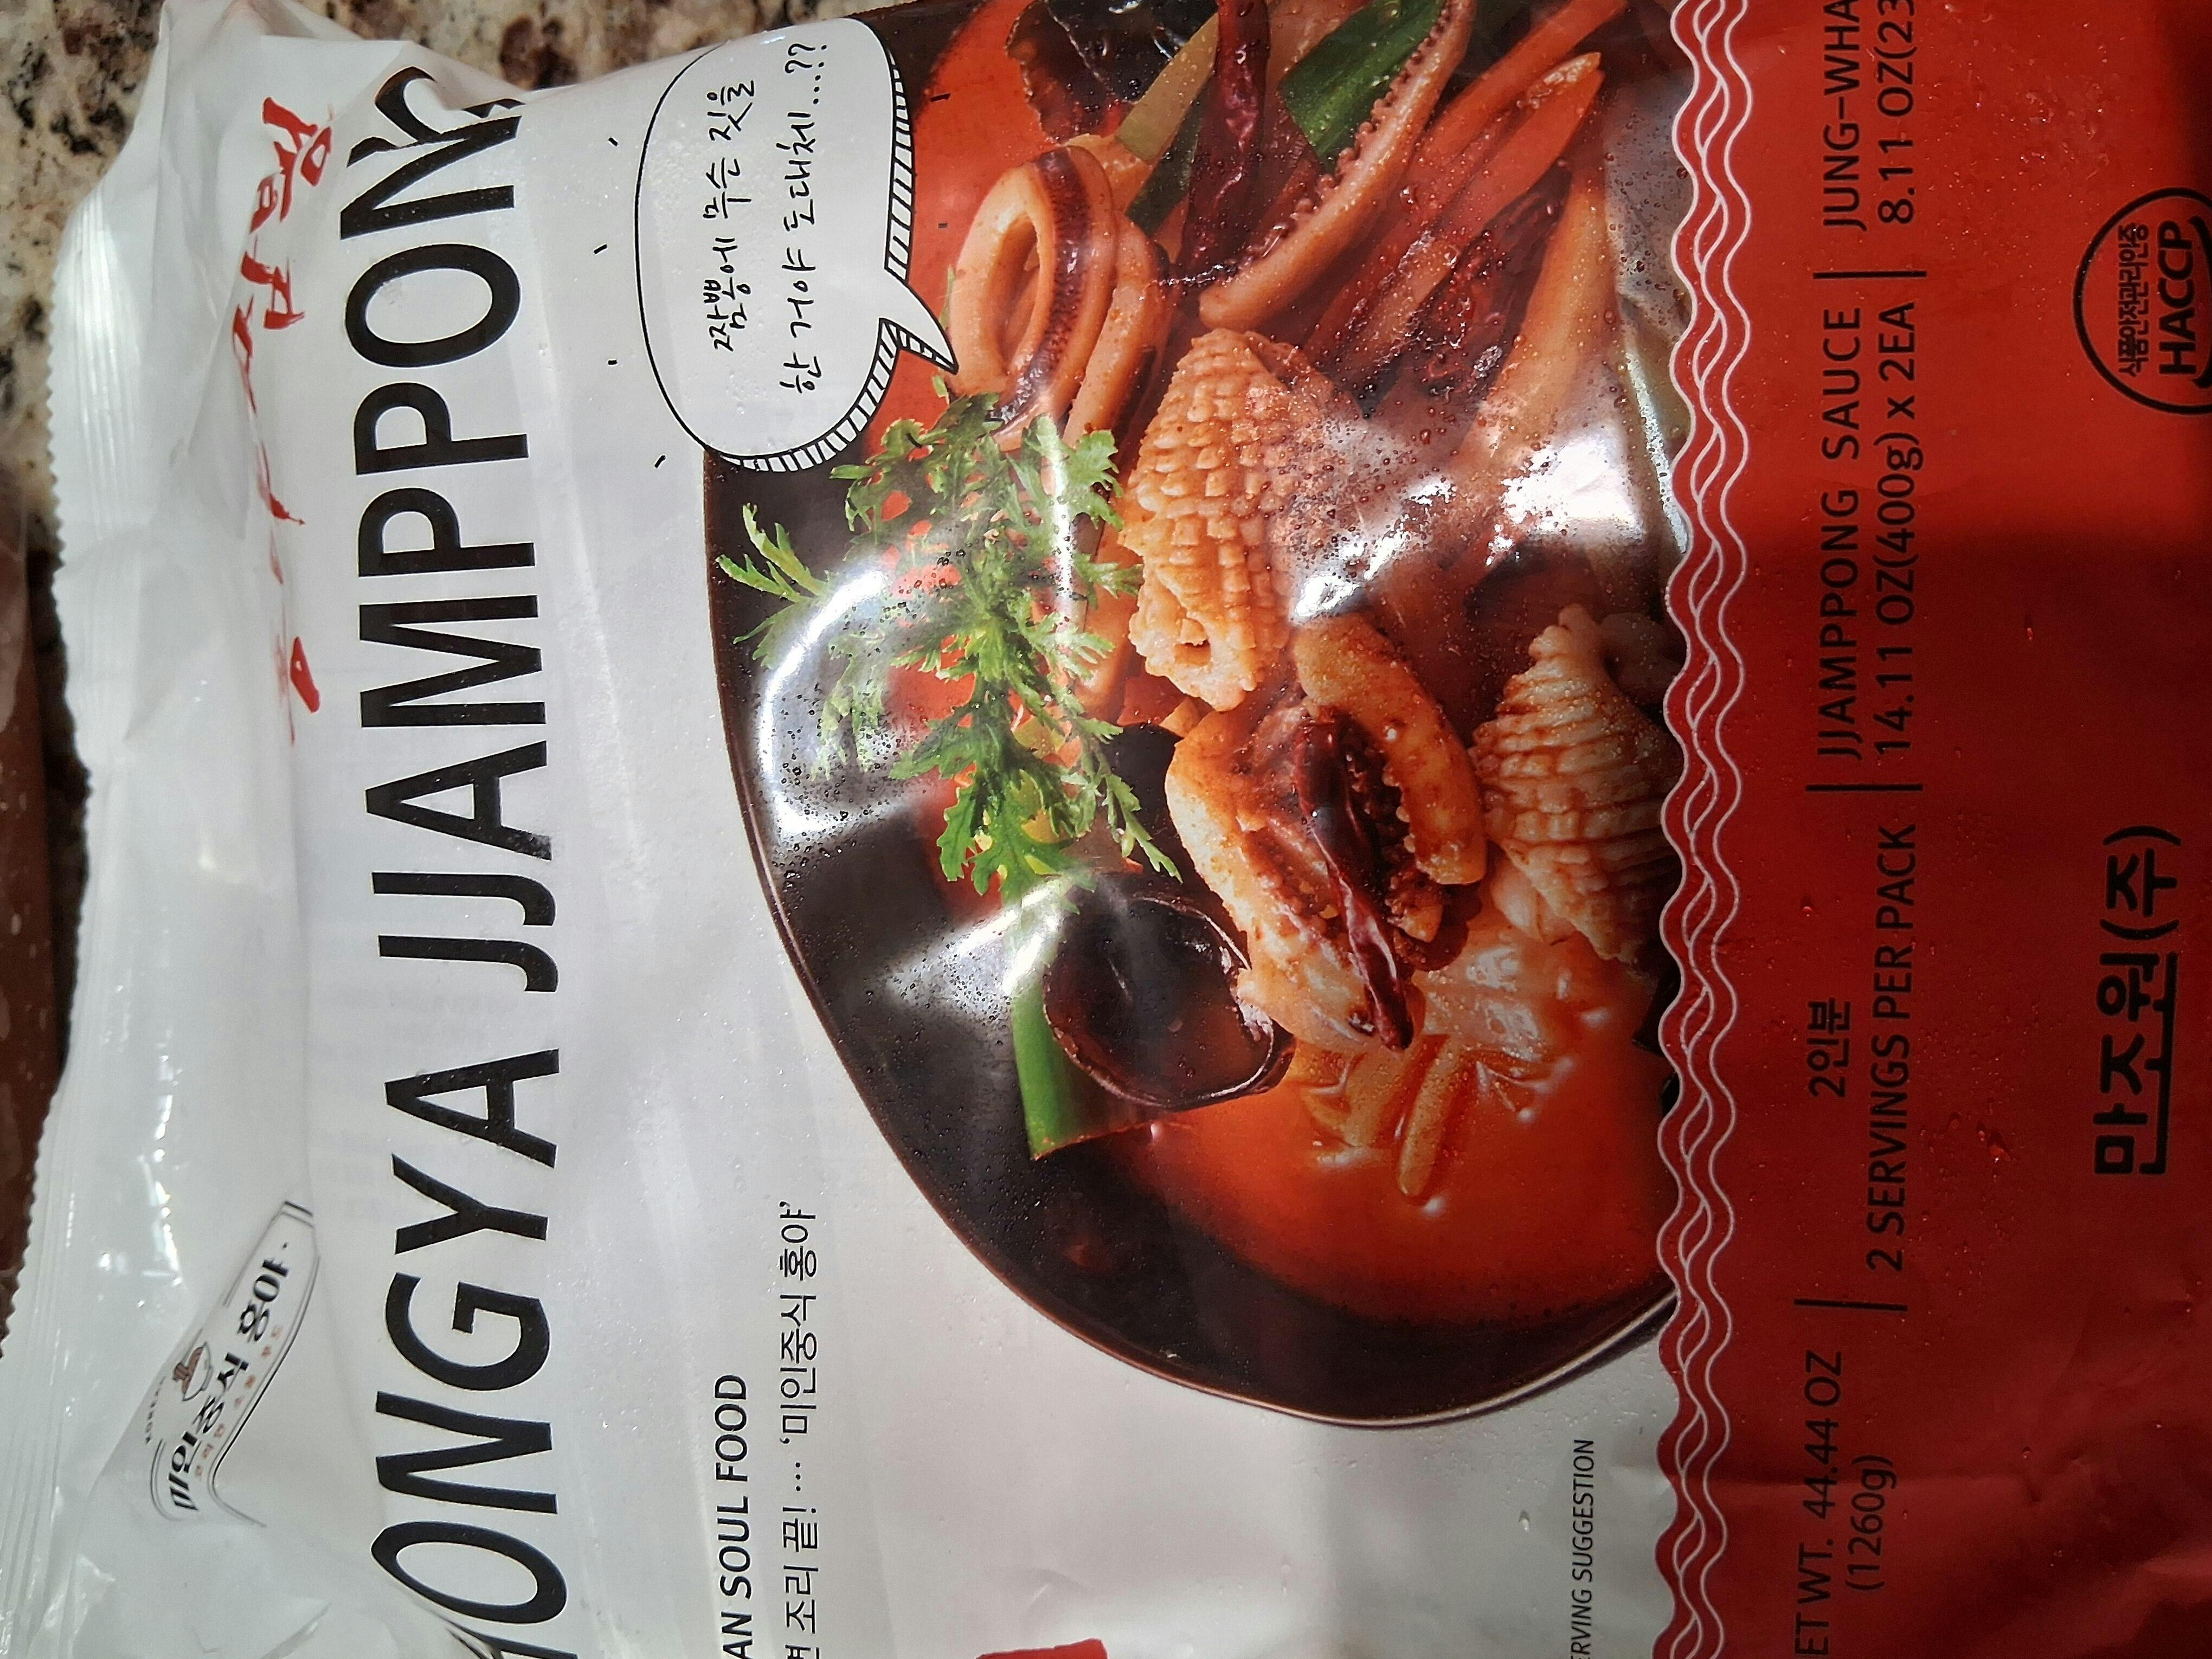 미인중식 홍야
ONGYA JJAMPPON
짬뽕에 무슨 짓을
한 거야 도대체...??
AN SOUL FOOD
면 조리 끝!... '미인중식 홍야'
SERVING SUGGESTION
NET WT. 44.44 OZ
(1260g)
2인분
2 SERVINGS PER PACK
JJAMPPONG SAUCE
14.11 OZ(400g) x 2EA
JUNG-WHA
8.11 OZ(23
만조원(주)
식품안전관리인증
HACCP